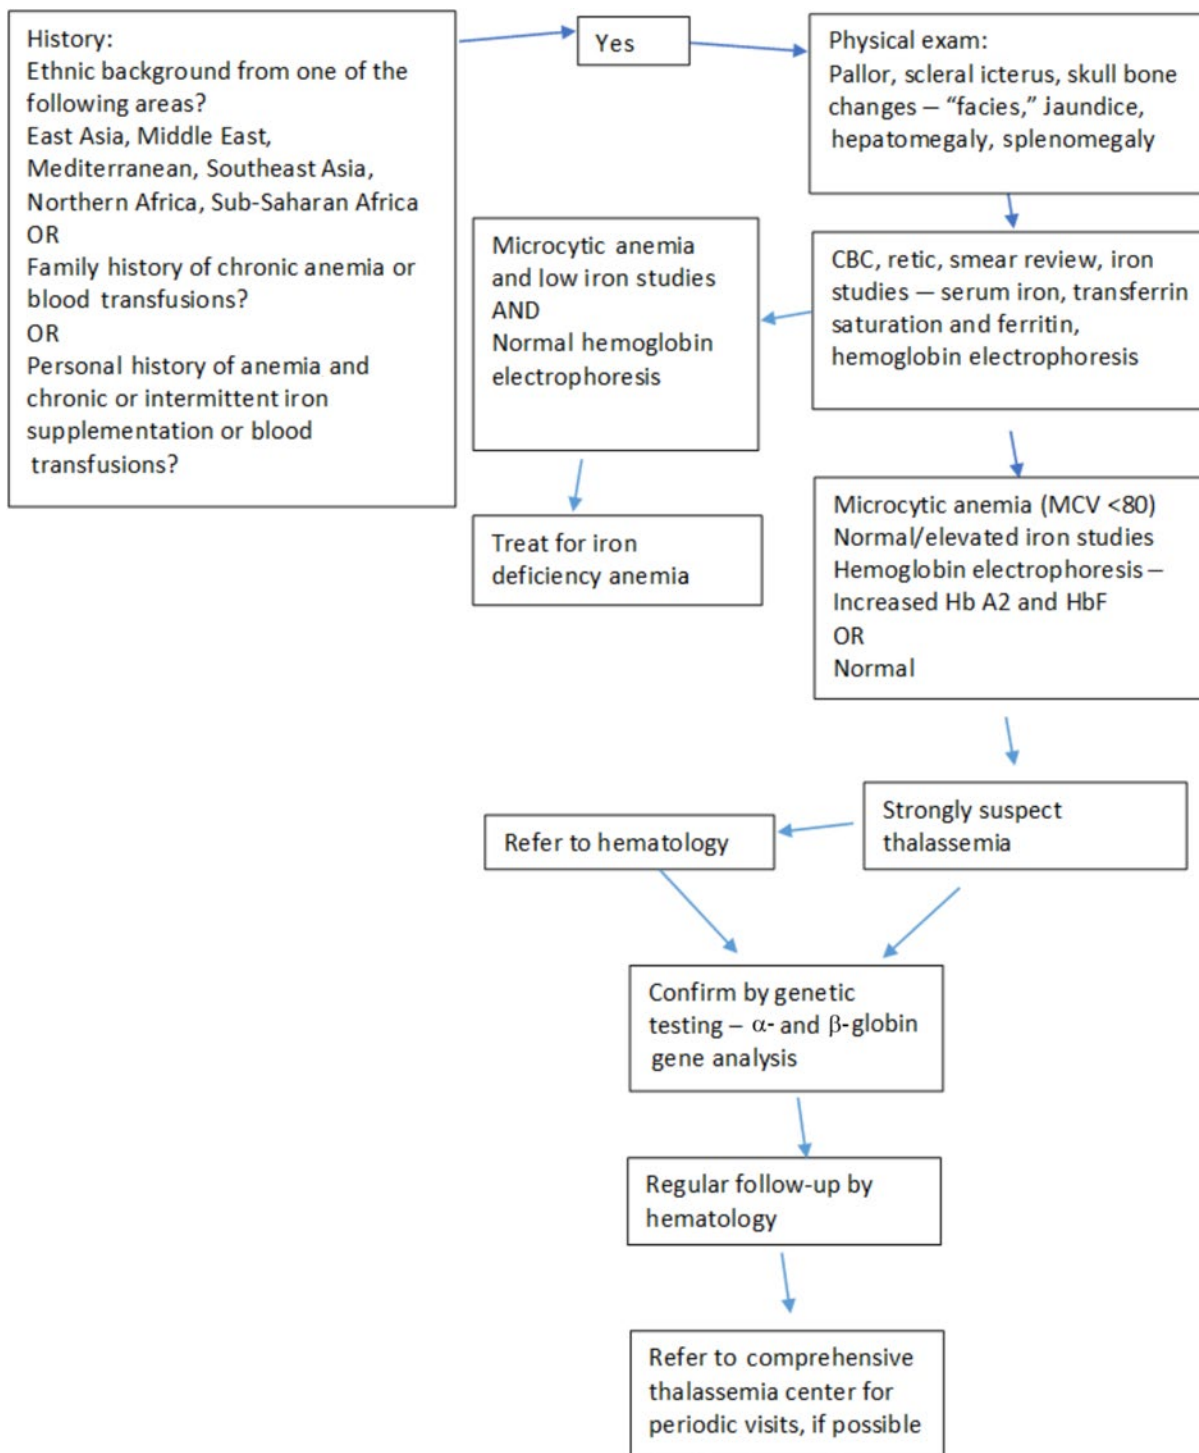 History:
Ethnic background from one of the
following areas?
East Asia, Middle East,
Mediterranean, Southeast Asia,
Northern Africa, Sub-Saharan Africa
OR
Family history of chronic anemia or
blood transfusions?
OR
Personal history of anemia and
chronic or intermittent iron
supplementation or blood
transfusions?
Yes
Physical exam:
Pallor, scleral icterus, skull bone
changes – “facies,” Jaundice,
hepatomegaly, splenomegaly
CBC, retic, smear review, iron
studies – serum iron, transferrin
saturation and ferritin,
hemoglobin electrophoresis
Microcytic anemia
and low iron studies
AND
Normal hemoglobin
electrophoresis
Treat for iron
deficiency anemia
Microcytic anemia (MCV <80)
Normal/elevated iron studies
Hemoglobin electrophoresis –
Increased Hb A2 and HbF
OR
Normal
Strongly suspect
thalassemia
Refer to hematology
Confirm by genetic
testing – α- and β-globin
gene analysis
Regular follow-up by
hematology
Refer to comprehensive
thalassemia center for
periodic visits, if possible